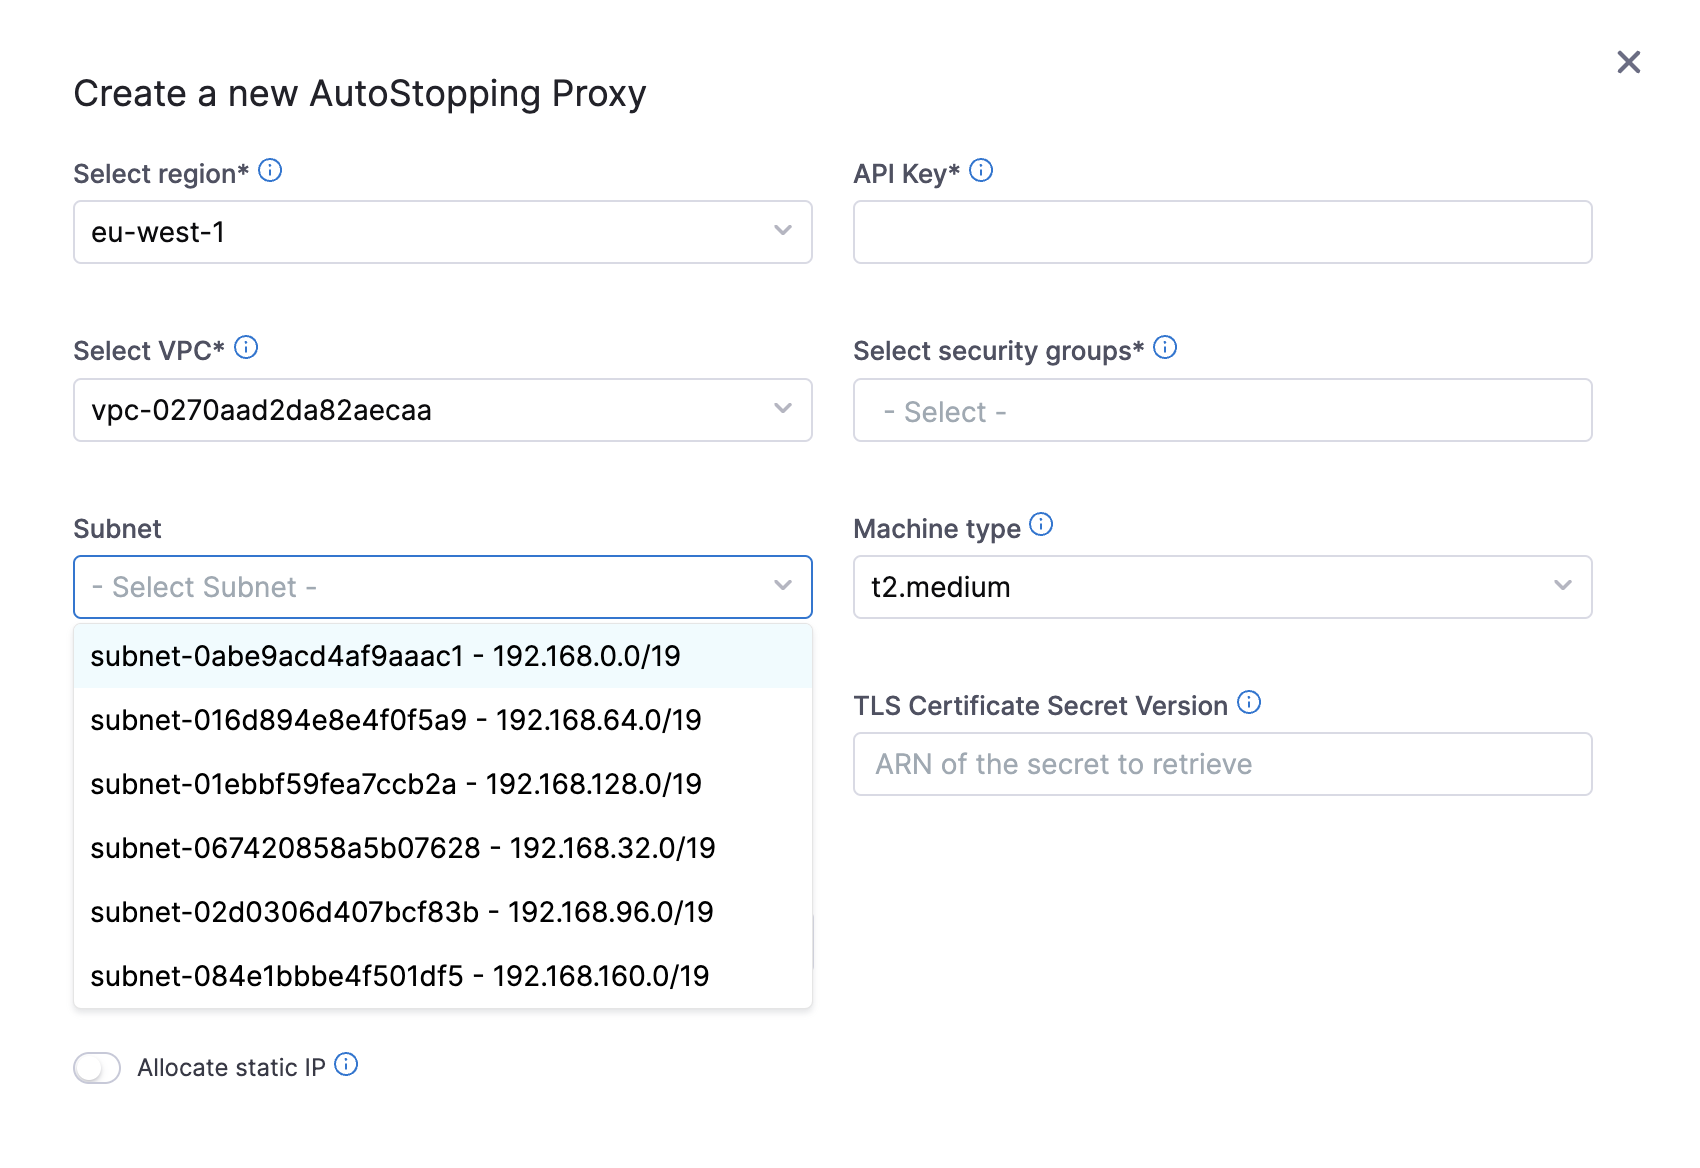 Create a new AutoStopping Proxy
Select region*
API Key*
eu-west-1
Select VPC*
Select security groups*
vpc-0270aad2da82aecaa
- Select -
Subnet
Machine type
- Select Subnet -
t2.medium
subnet-0abe9acd4af9aaac1 - 192.168.0.0/19
subnet-016d894e8e4f0f5a9 - 192.168.64.0/19
subnet-01ebbf59fea7ccb2a - 192.168.128.0/19
subnet-067420858a5b07628 - 192.168.32.0/19
subnet-02d0306d407bcf83b - 192.168.96.0/19
subnet-084e1bbbe4f501df5 - 192.168.160.0/19
TLS Certificate Secret Version
ARN of the secret to retrieve
Allocate static IP